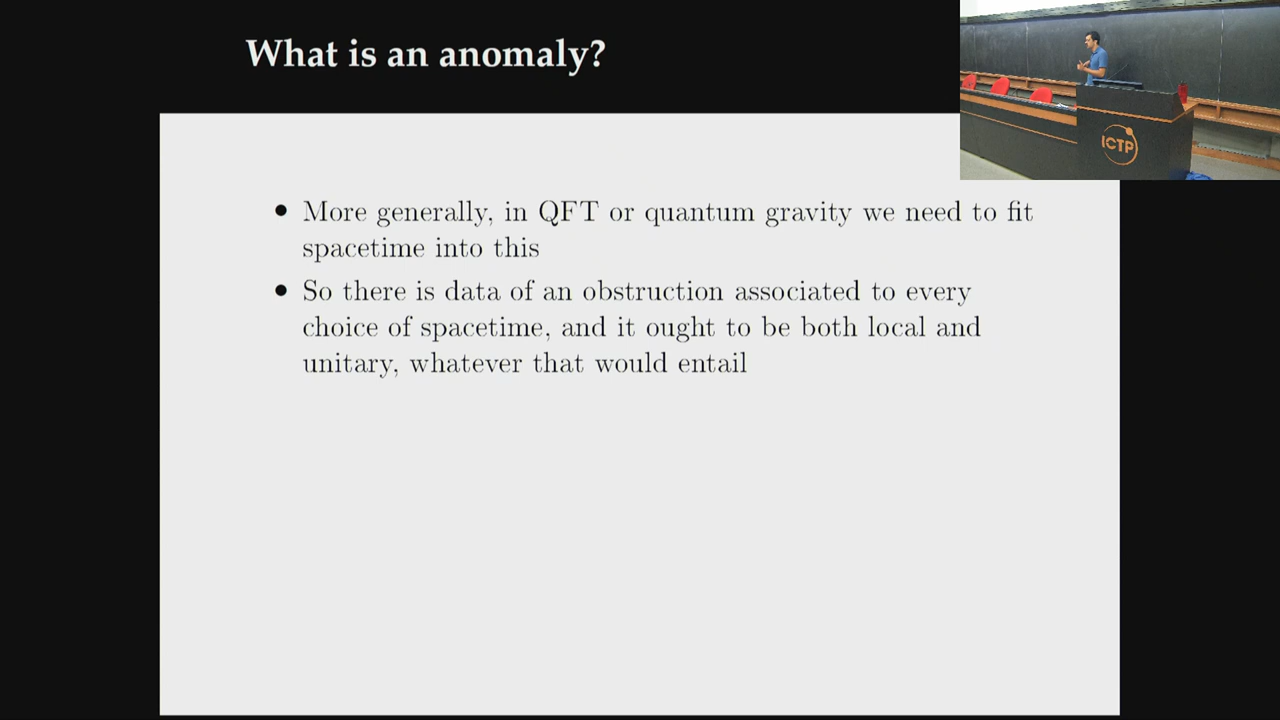 What is an anomaly?
More generally, in QFT or quantum gravity we need to fit
spacetime into this
So there is data of an obstruction associated to every
choice of spacetime, and it ought to be both local and
unitary, whatever that would entail
ICTP